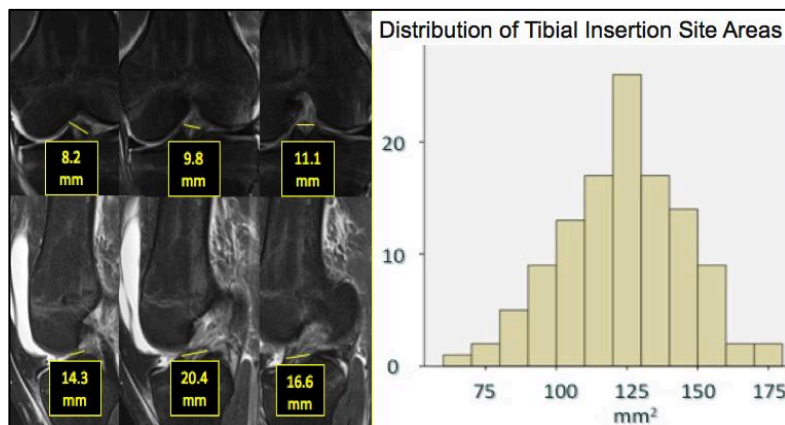 8.2
mm
9.8
mm
11.1
mm
14.3
mm
20.4
mm
16.6
mm
Distribution of Tibial Insertion Site Areas
20
10
0
75 100 125 150 175
mm²